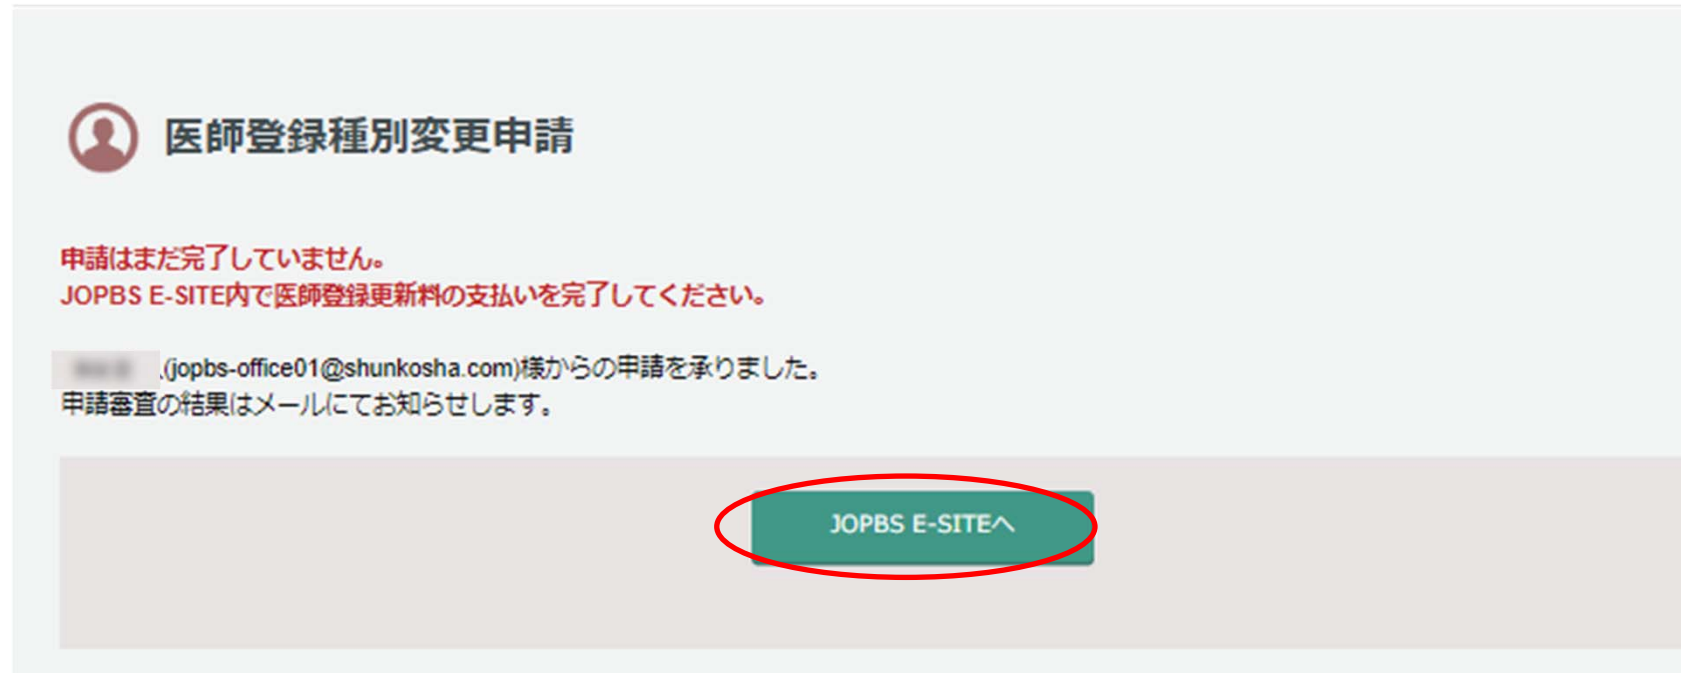 医師登録種別変更申請
申請はまだ完了していません。
JOPBS E-SITE内で医師登録更新料の支払いを完了してください。
(jopbs-office01@shunkosha.com)様からの申請を承りました。
申請審査の結果はメールにてお知らせします。
JOPBS E-SITEへ